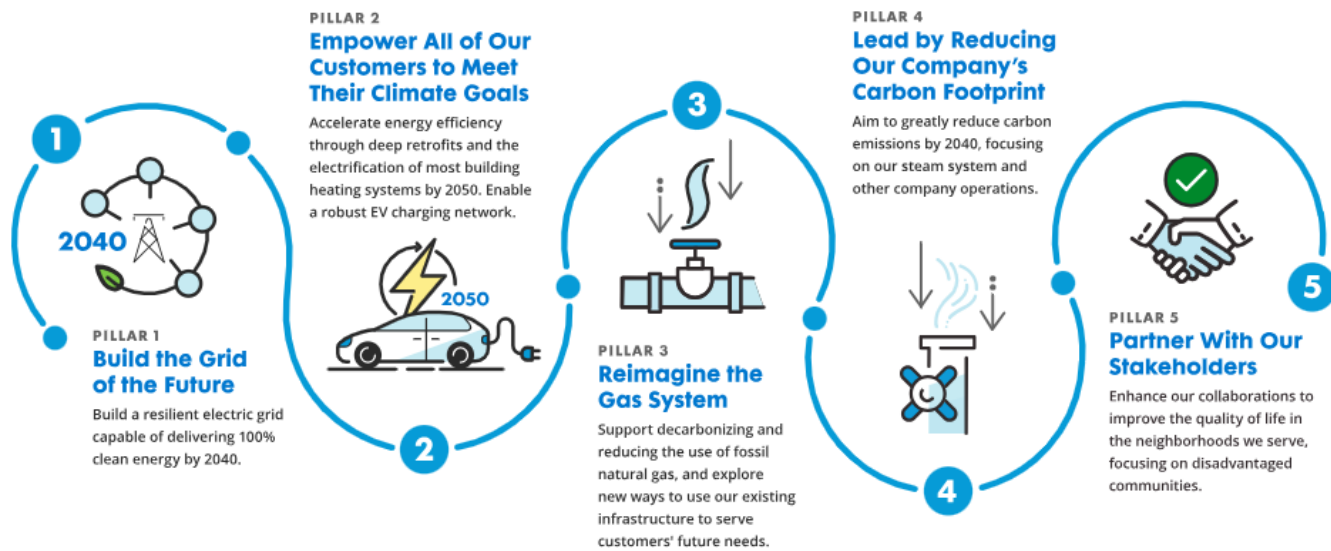 1
2040
PILLAR 1
Build the Grid
of the Future
Build a resilient electric grid
capable of delivering 100%
clean energy by 2040.
PILLAR 2
Empower All of Our
Customers to Meet
Their Climate Goals
Accelerate energy efficiency
through deep retrofits and the
electrification of most building
heating systems by 2050. Enable
a robust EV charging network.
2050
2
3
PILLAR 3
Reimagine the
Gas System
Support decarbonizing and
reducing the use of fossil
natural gas, and explore
new ways to use our existing
infrastructure to serve
customers' future needs.
PILLAR 4
Lead by Reducing
Our Company's
Carbon Footprint
Aim to greatly reduce carbon
emissions by 2040, focusing
on our steam system and
other company operations.
4
5
PILLAR 5
Partner With Our
Stakeholders
Enhance our collaborations to
improve the quality of life in
the neighborhoods we serve,
focusing on disadvantaged
communities.